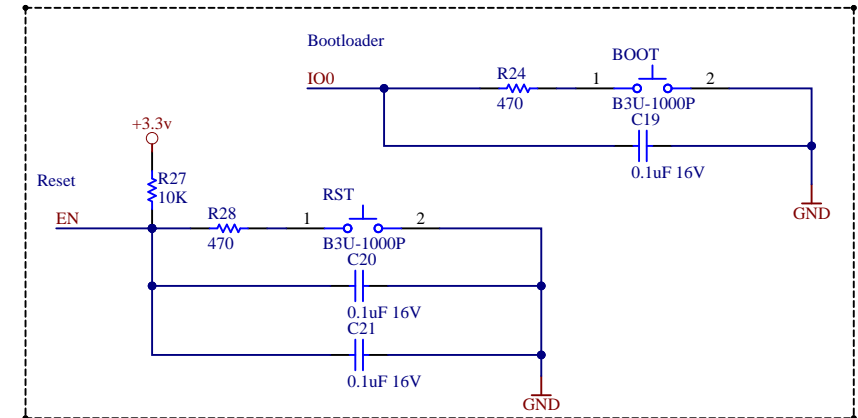 Bootloader
BOOT
IO0
R24
1
2
470
B3U-1000P
C19
0.1uF 16V
GND
+3.3v
R27
10K
Reset
RST
EN
R28
1
2
470
B3U-1000P
C20
0.1uF 16V
C21
0.1uF 16V
GND